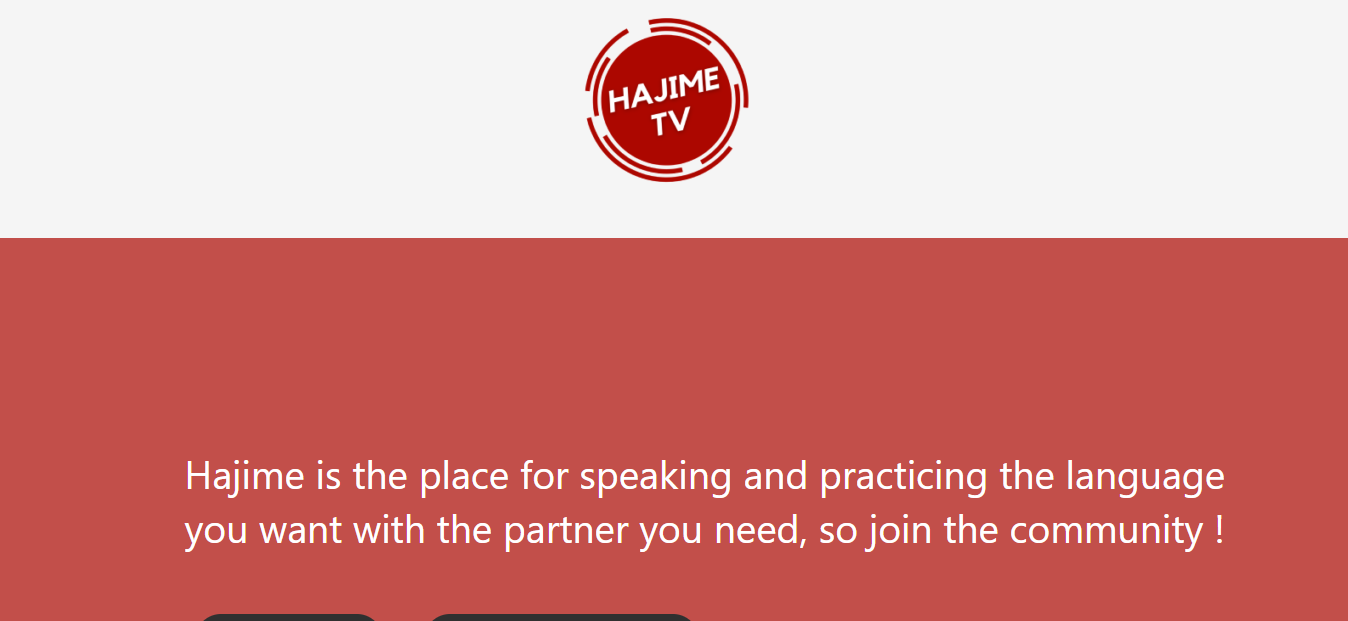 HAJIME
TV
Hajime is the place for speaking and practicing the language
you want with the partner you need, so join the community !